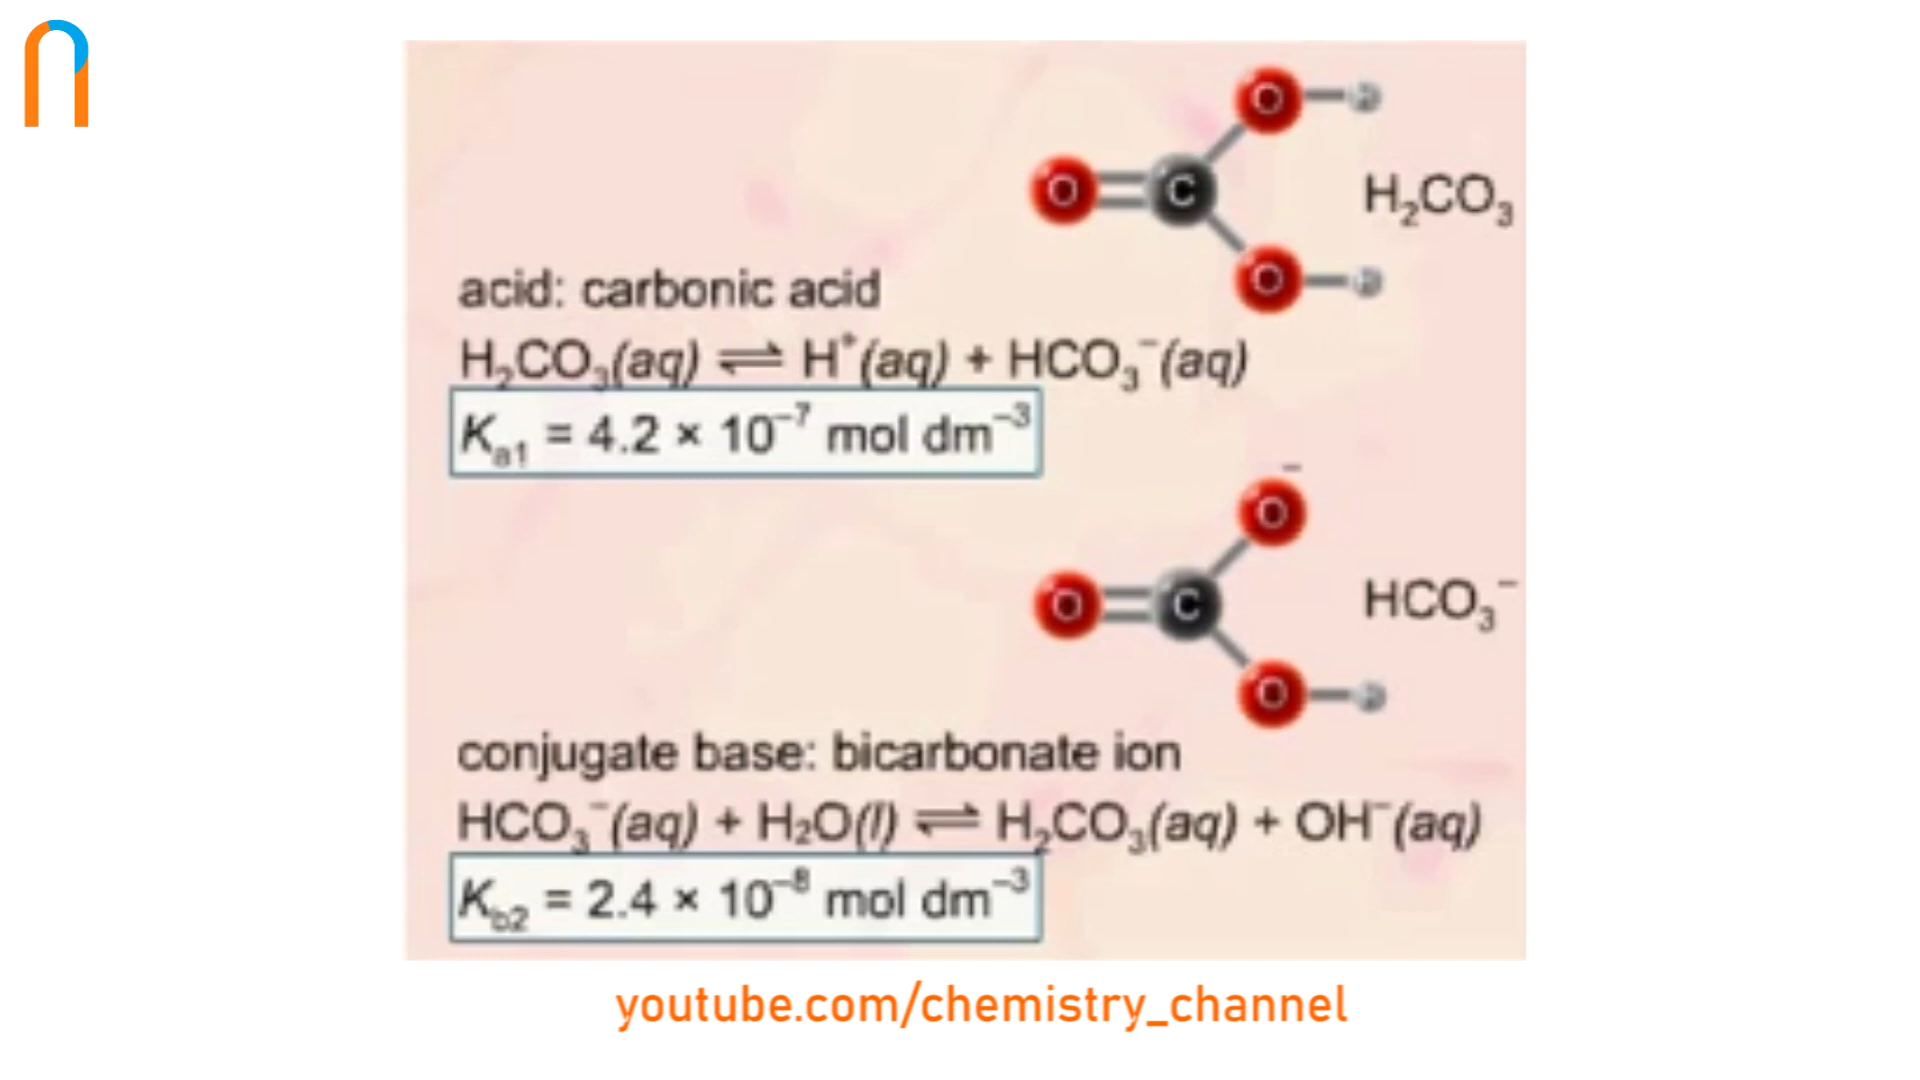 O
H₂CO₃
O C
O
acid: carbonic acid
H₂CO₃(aq) ⇌ H⁺(aq) + HCO₃⁻(aq)
Kₐ₁ = 4.2 × 10⁻⁷ mol dm⁻³
O⁻
O C
HCO₃⁻
O
conjugate base: bicarbonate ion
HCO₃⁻(aq) + H₂O(l) ⇌ H₂CO₃(aq) + OH⁻(aq)
K_b2 = 2.4 × 10⁻⁸ mol dm⁻³
youtube.com/chemistry_channel